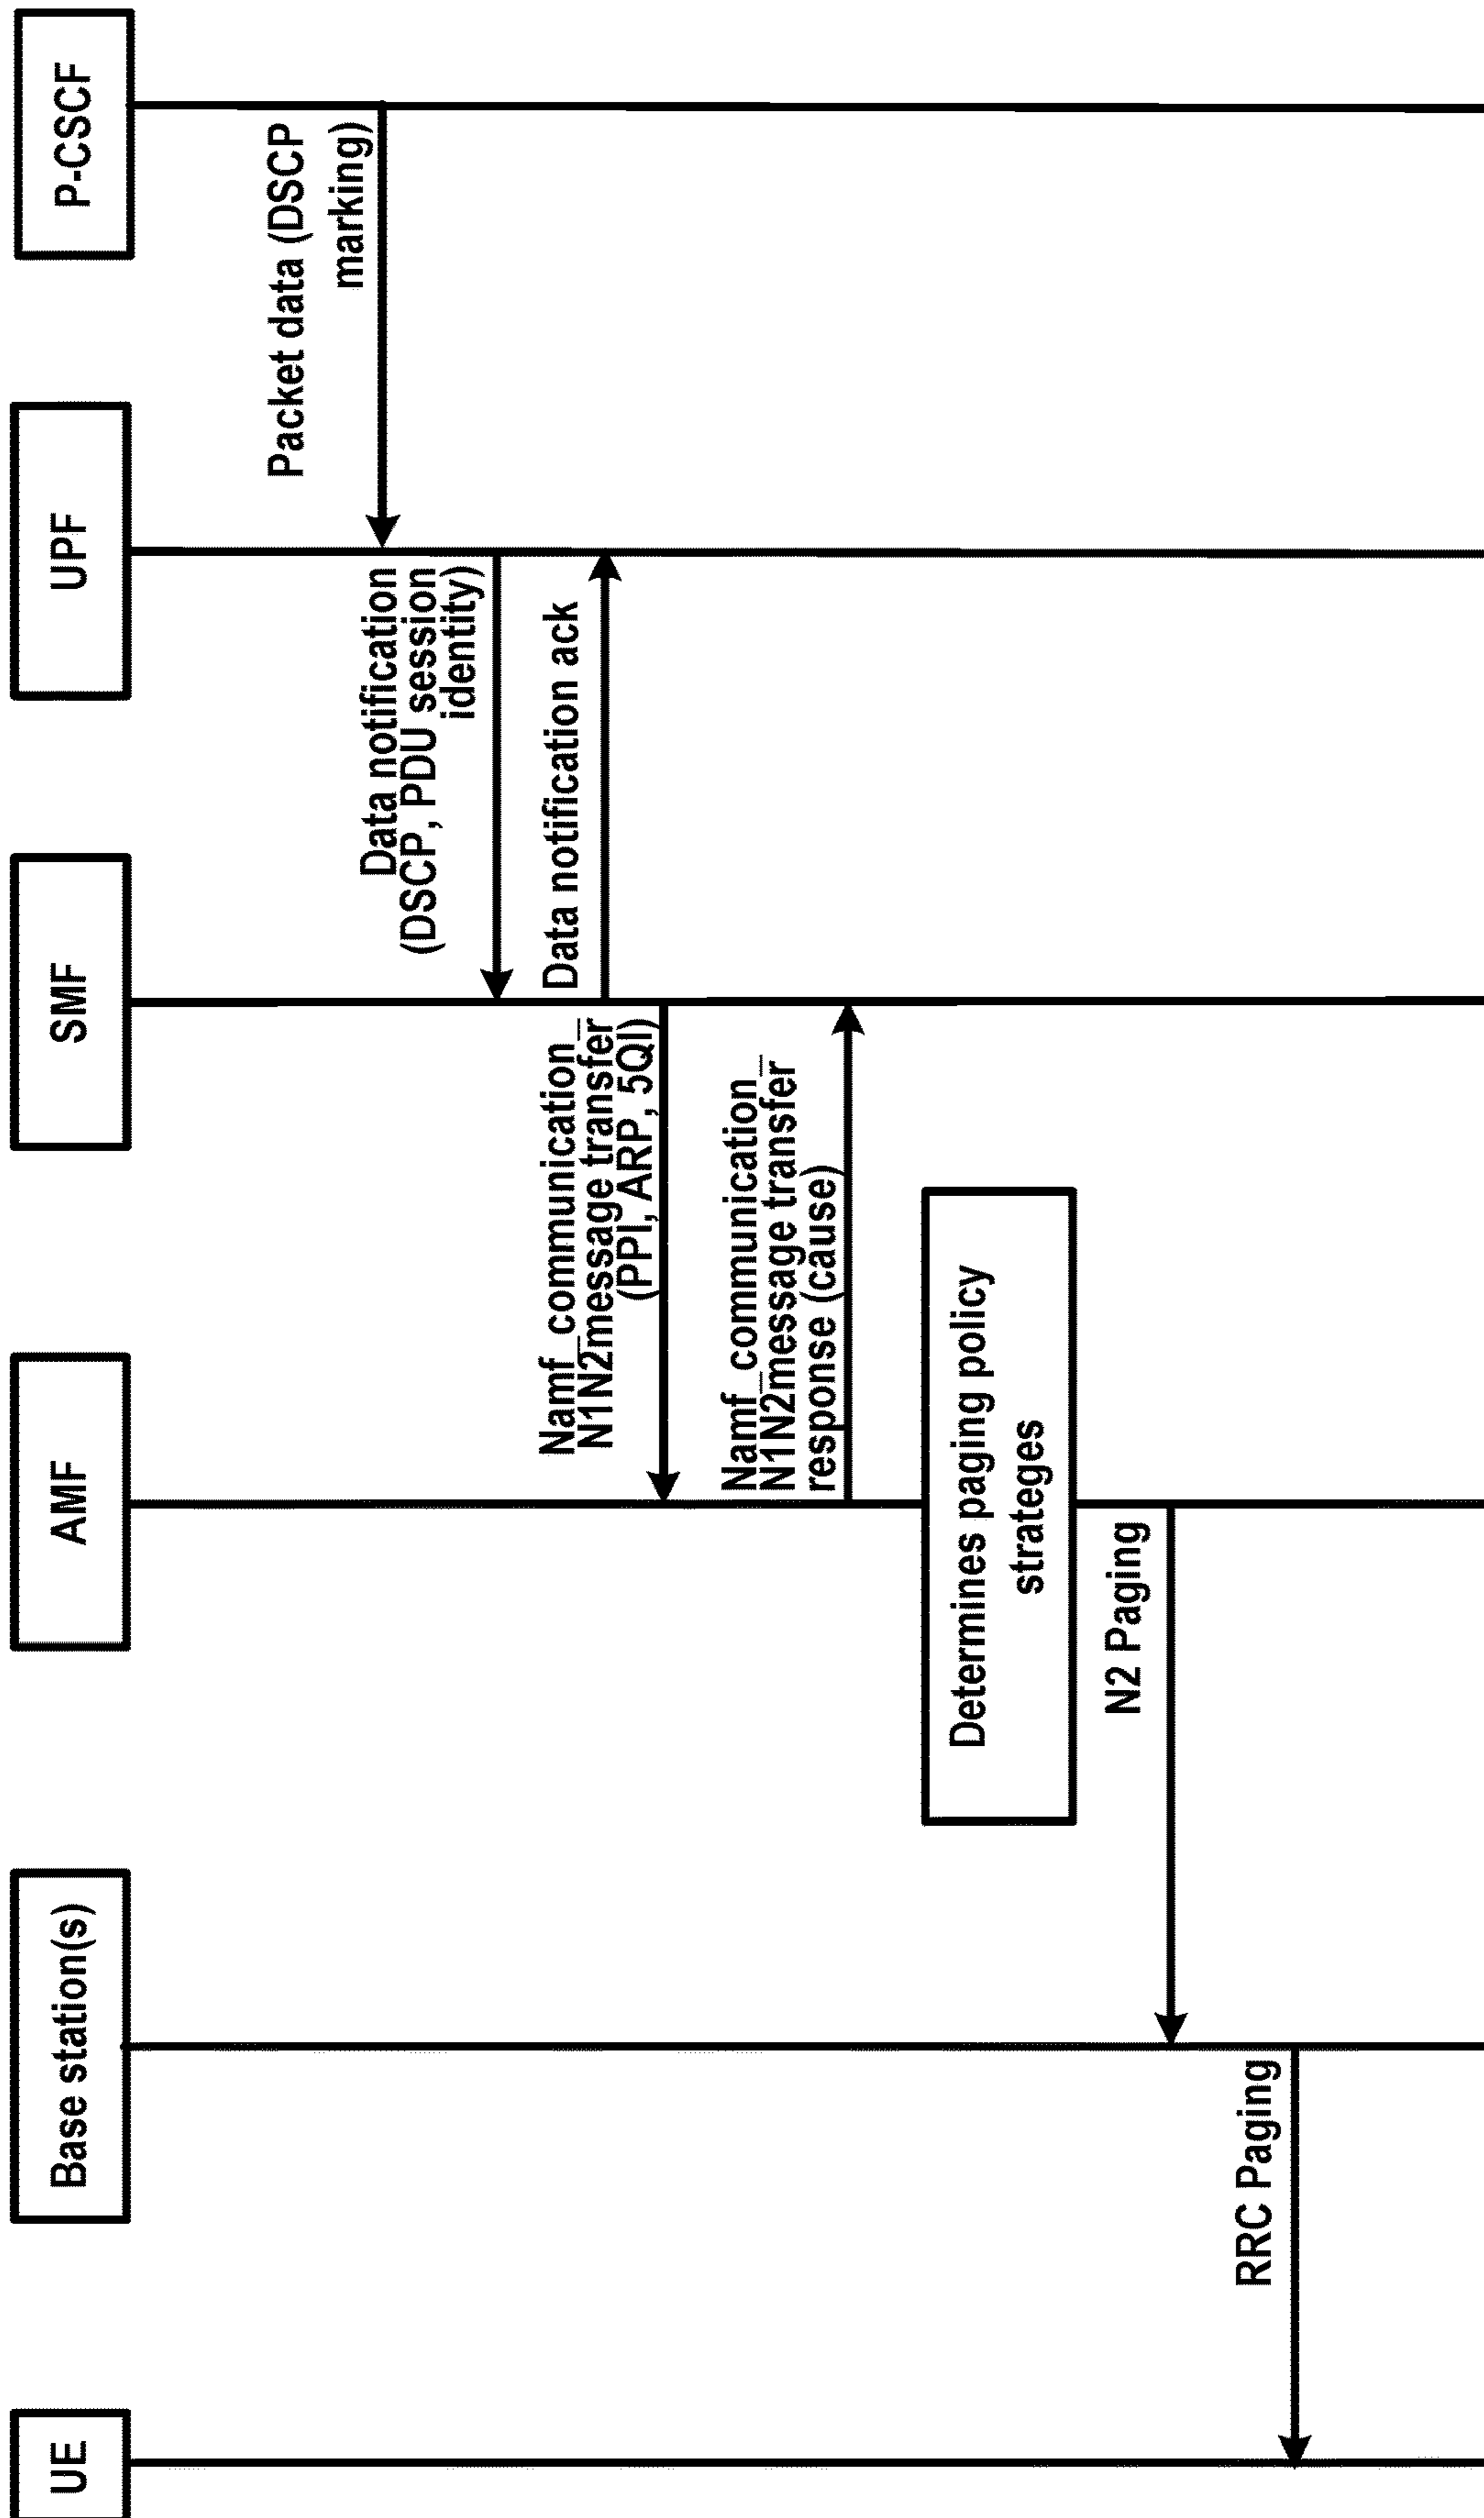 UE
Base station(s)
AMF
SMF
UPF
P-CSCF
Packet data (DSCP
marking)
Data notification
(DSCP, PDU session
identity)
Data notification ack
Namf_communication_
N1N2message transfer
(PPI, ARP, 5QI)
Namf_communication_
N1N2message transfer
response (cause)
Determines paging policy
strateges
N2 Paging
RRC Paging